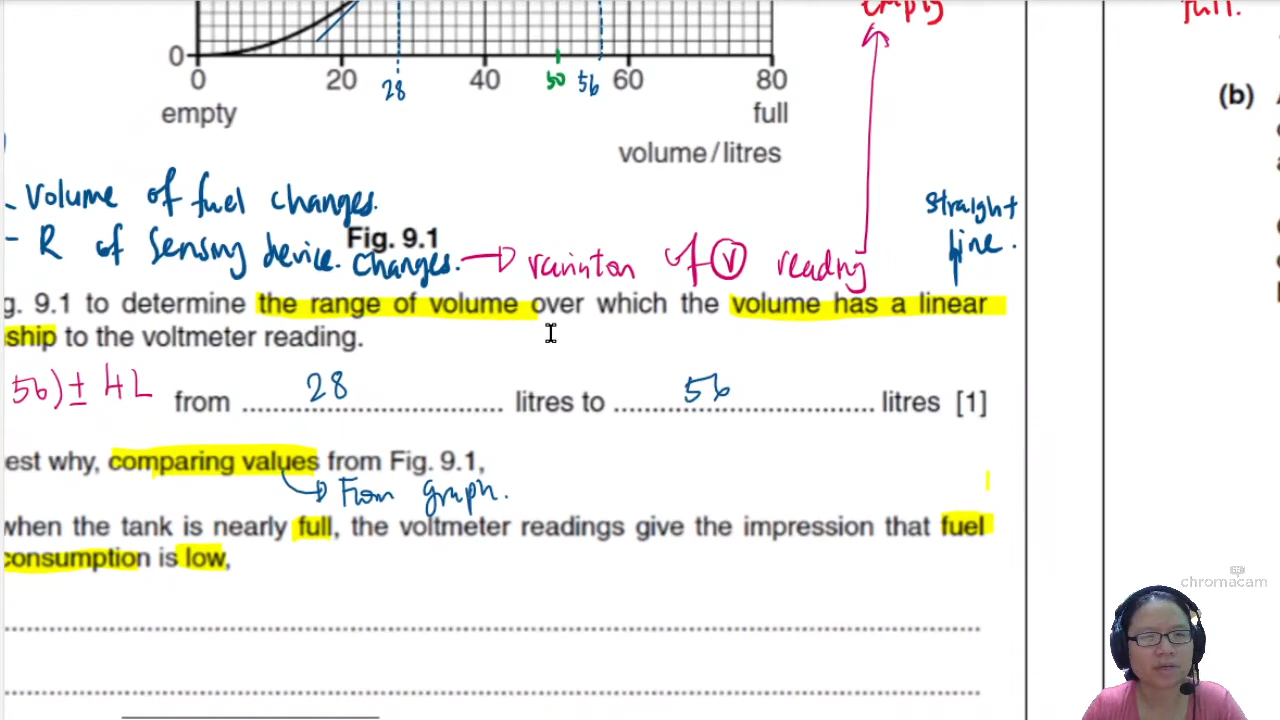 empty full.
0
0 20 40 60 80
28 50 56
empty full
volume/litres
(b)
- Volume of fuel changes.
- R of sensing device changes. → variation of V reading
Fig. 9.1
straight
line.
g. 9.1 to determine the range of volume over which the volume has a linear
ship to the voltmeter reading.
56) ± 4L
from 28 litres to 56 litres [1]
est why, comparing values from Fig. 9.1,
→ From graph.
when the tank is nearly full, the voltmeter readings give the impression that fuel
consumption is low,
chromacam